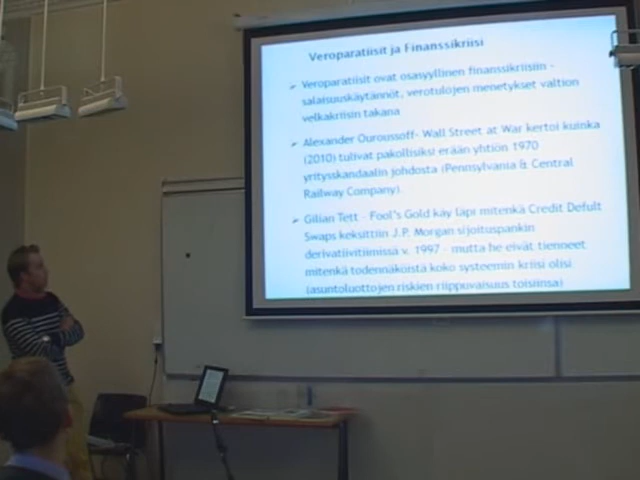 Veroparatiisit ja Finanssikriisi
➢ Veroparatiisit ovat osasyyllinen finanssikriisiin -
salaisuuskäytännöt, verotulojen menetykset valtion
velkakriisin takana
➢ Alexander Ouroussoff- Wall Street at War kertoi kuinka
(2010) tulivat pakollisiksi erään yhtiön 1970
yritysskandaalin johdosta (Pennsylvania & Central
Railway Company).
➢ Gilian Tett - Fool's Gold käy läpi mitenkä Credit Defult
Swaps keksittiin J.P. Morgan sijoituspankin
derivatiivitiimissä v. 1997 - mutta he eivät tienneet
mitenkä todennäköistä koko systeemin kriisi olisi
(asuntoluottojen riskien riippuvaisuus toisiinsa)